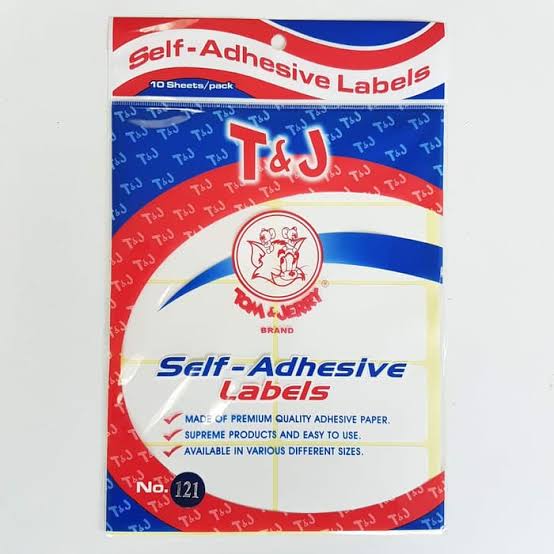 Self-Adhesive Labels
10 Sheets/pack
T&J
TOM & JERRY®
BRAND
Self-Adhesive
Labels
MADE OF PREMIUM QUALITY ADHESIVE PAPER.
SUPREME PRODUCTS AND EASY TO USE.
AVAILABLE IN VARIOUS DIFFERENT SIZES.
No. 121